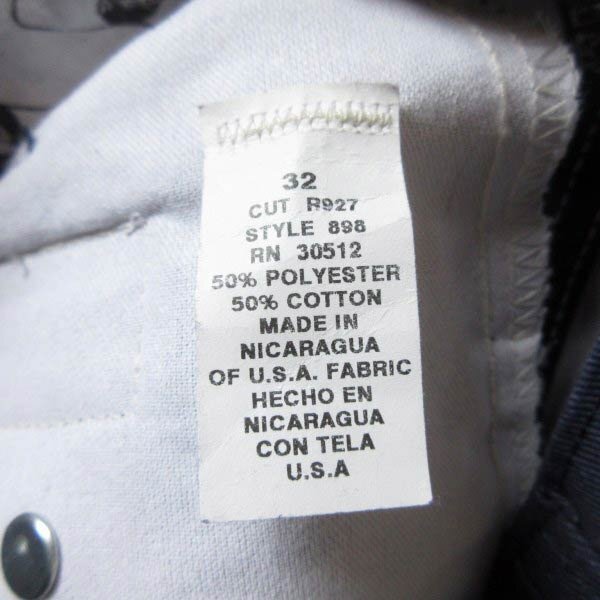 32
CUT R927
STYLE 898
RN 30512
50% POLYESTER
50% COTTON
MADE IN
NICARAGUA
OF U.S.A. FABRIC
HECHO EN
NICARAGUA
CON TELA
U.S.A